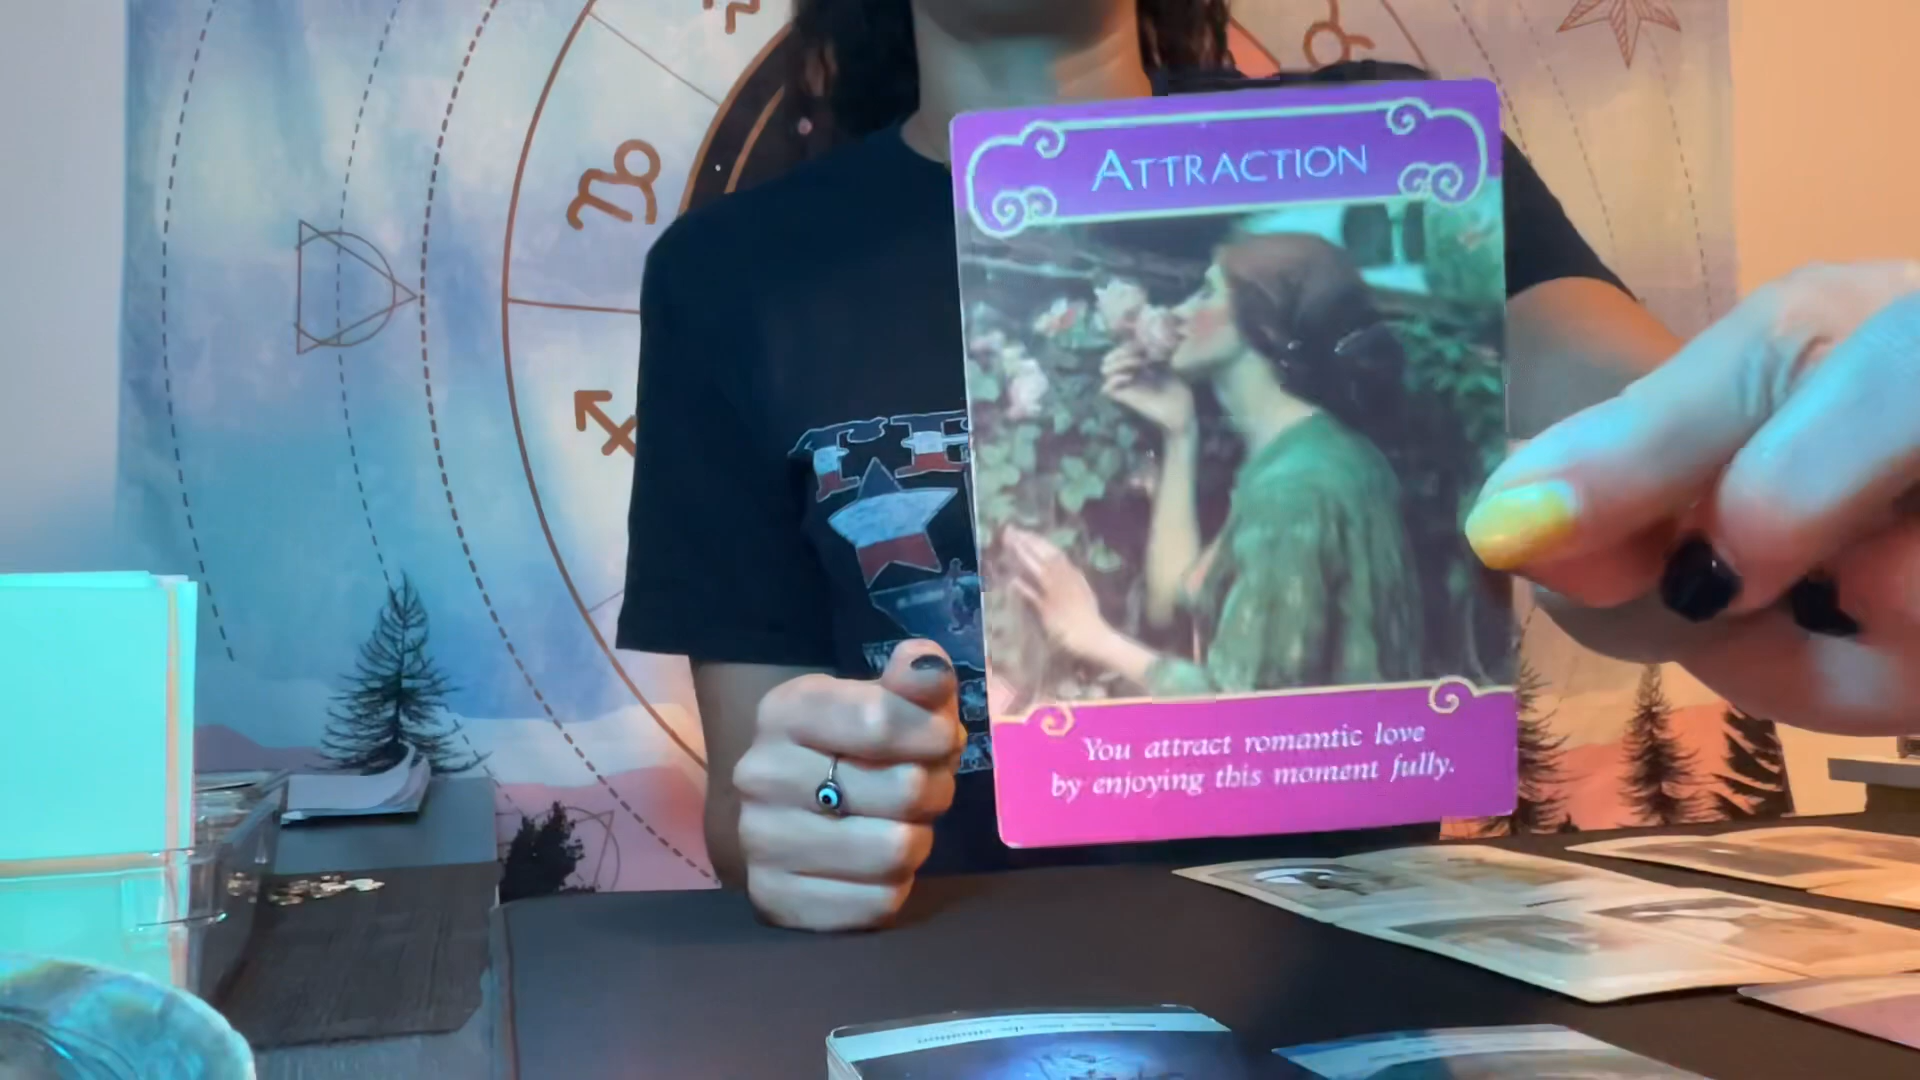 ATTRACTION
You attract romantic love
by enjoying this moment fully.